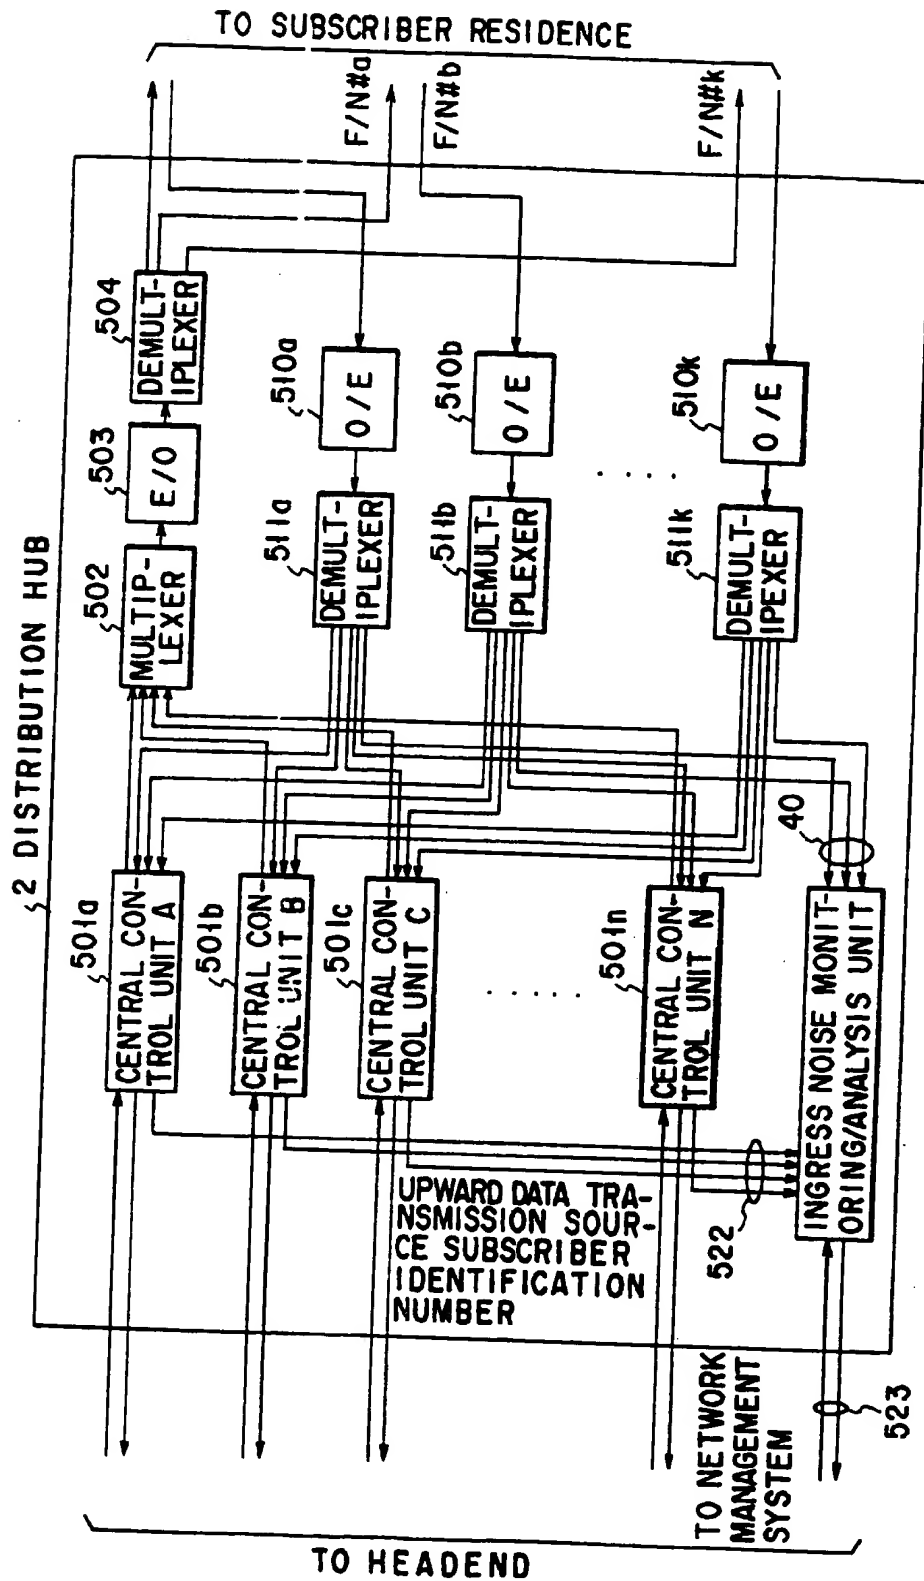 TO SUBSCRIBER RESIDENCE
F/N#a
F/N#b
F/N#k
2 DISTRIBUTION HUB
504
DEMULT-
IPLEXER
503
E/O
502
MULTIP-
LEXER
510a
O/E
510b
O/E
510k
O/E
. . . .
511a
DEMULT-
IPLEXER
511b
DEMULT-
IPLEXER
511k
DEMULT-
IPEXER
501a
CENTRAL CON-
TROL UNIT A
501b
CENTRAL CON-
TROL UNIT B
501c
CENTRAL CON-
TROL UNIT C
. . . . .
501n
CENTRAL CON-
TROL UNIT N
40
INGRESS NOISE MONIT-
ORING/ANALYSIS UNIT
UPWARD DATA TRA-
NSMISSION SOUR-
CE SUBSCRIBER
IDENTIFICATION
NUMBER
522
TO NETWORK
MANAGEMENT
SYSTEM
523
TO HEADEND